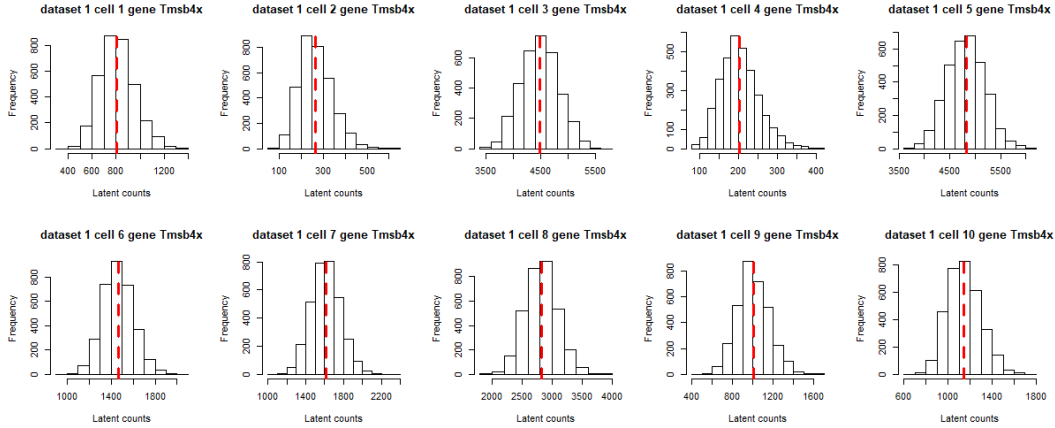 dataset 1 cell 1 gene Tmsb4x
dataset 1 cell 2 gene Tmsb4x
dataset 1 cell 3 gene Tmsb4x
dataset 1 cell 4 gene Tmsb4x
dataset 1 cell 5 gene Tmsb4x
Frequency
0 200 400 600 800
400 600 800 1200
Latent counts
Frequency
0 200 400 600 800
100 300 500
Latent counts
Frequency
0 200 400 600
3500 4500 5500
Latent counts
Frequency
0 100 300 500
100 200 300 400
Latent counts
Frequency
0 200 400 600
3500 4500 5500
Latent counts
dataset 1 cell 6 gene Tmsb4x
dataset 1 cell 7 gene Tmsb4x
dataset 1 cell 8 gene Tmsb4x
dataset 1 cell 9 gene Tmsb4x
dataset 1 cell 10 gene Tmsb4x
Frequency
0 200 400 600 800
1000 1400 1800
Latent counts
Frequency
0 200 400 600 800
1000 1400 1800 2200
Latent counts
Frequency
0 200 400 600 800
2000 2500 3000 3500 4000
Latent counts
Frequency
0 200 400 600 800
400 800 1200 1600
Latent counts
Frequency
0 200 400 600 800
600 1000 1400 1800
Latent counts